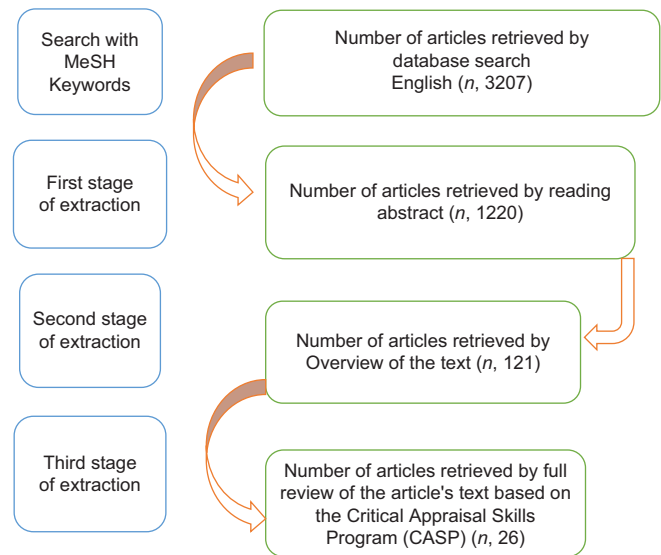 Search with
MeSH
Keywords
Number of articles retrieved by
database search
English (n, 3207)
First stage
of extraction
Number of articles retrieved by reading
abstract (n, 1220)
Second stage
of extraction
Number of articles retrieved by
Overview of the text (n, 121)
Third stage
of extraction
Number of articles retrieved by full
review of the article's text based on
the Critical Appraisal Skills
Program (CASP) (n, 26)